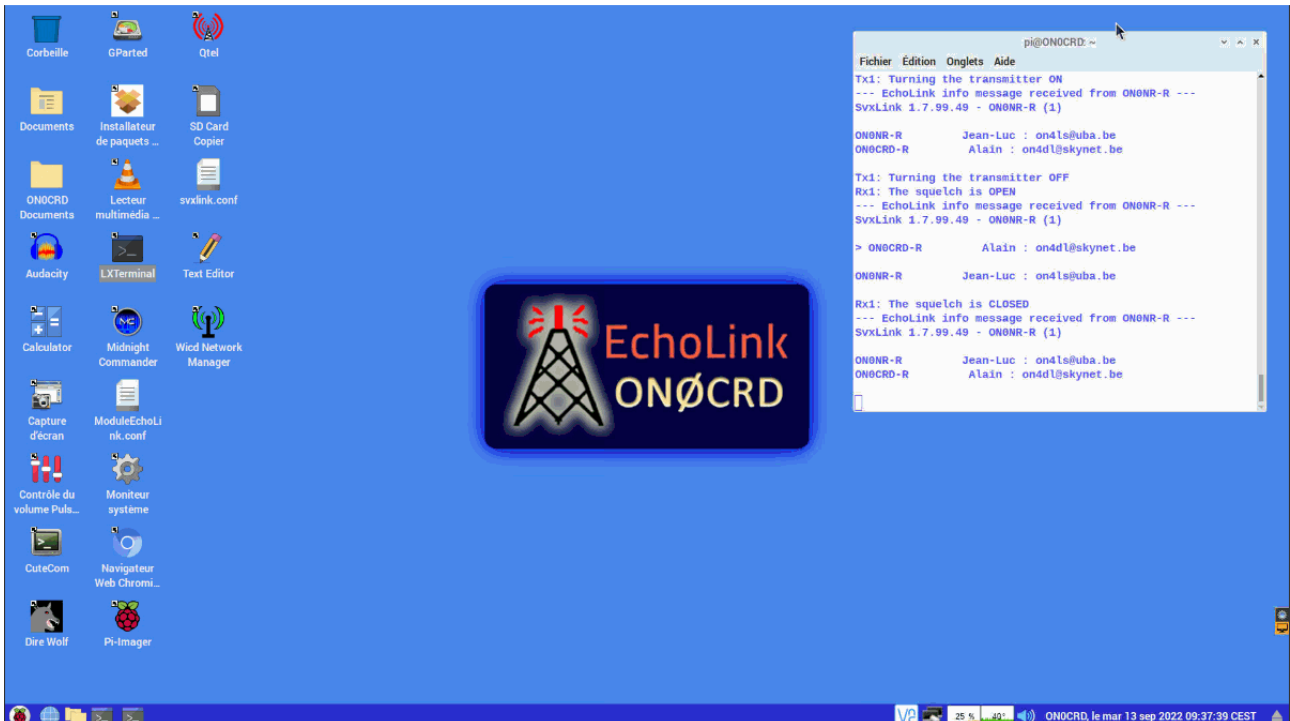 Corbeille
GParted
Qtel
Documents
Installateur
de paquets ...
SD Card
Copier
ON0CRD
Documents
Lecteur
multimédia ...
svxlink.conf
Audacity
LXTerminal
Text Editor
Calculator
Midnight
Commander
Wicd Network
Manager
Capture
d'écran
ModuleEchoLi
nk.conf
Contrôle du
volume Puls...
Moniteur
système
CuteCom
Navigateur
Web Chromi...
Dire Wolf
Pi-Imager
EchoLink
ONØCRD
pi@ON0CRD: ~
Fichier Édition Onglets Aide
Tx1: Turning the transmitter ON
--- EchoLink info message received from ON0NR-R ---
SvxLink 1.7.99.49 - ON0NR-R (1)
ON0NR-R Jean-Luc : on4ls@uba.be
ON0CRD-R Alain : on4dl@skynet.be
Tx1: Turning the transmitter OFF
Rx1: The squelch is OPEN
--- EchoLink info message received from ON0NR-R ---
SvxLink 1.7.99.49 - ON0NR-R (1)
> ON0CRD-R Alain : on4dl@skynet.be
ON0NR-R Jean-Luc : on4ls@uba.be
Rx1: The squelch is CLOSED
--- EchoLink info message received from ON0NR-R ---
SvxLink 1.7.99.49 - ON0NR-R (1)
ON0NR-R Jean-Luc : on4ls@uba.be
ON0CRD-R Alain : on4dl@skynet.be
25 % 40° ON0CRD, le mar 13 sep 2022 09:37:39 CEST